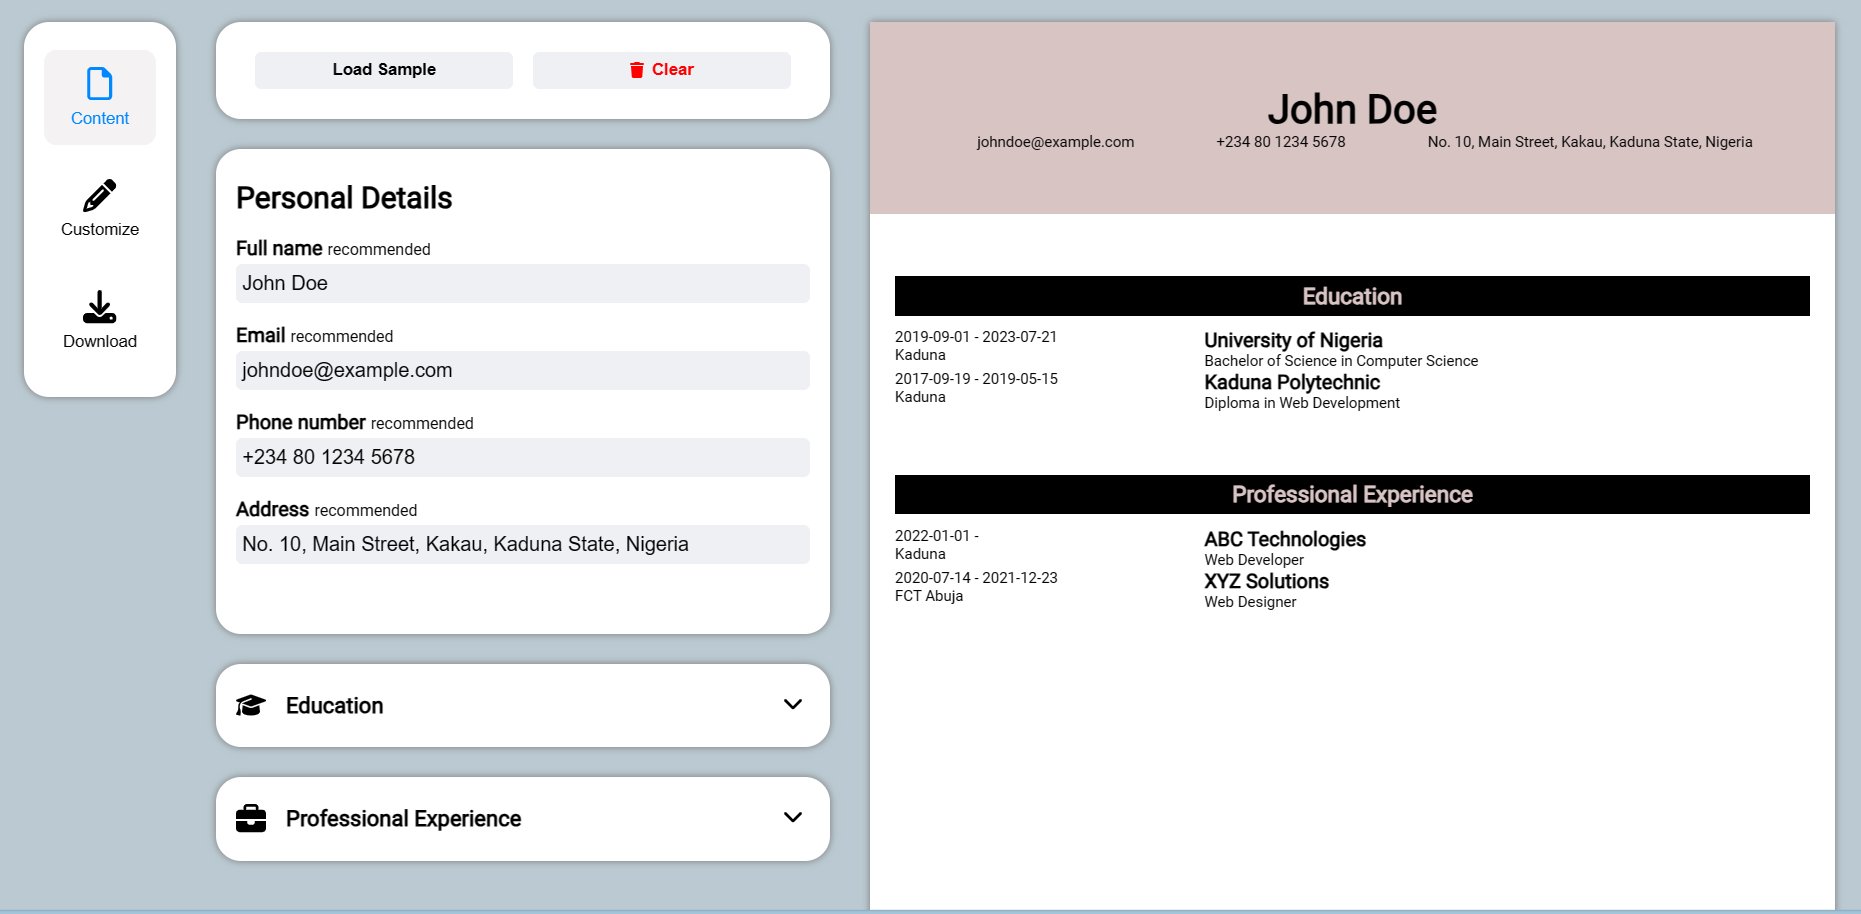 Content
Customize
Download
Load Sample
Clear
Personal Details
Full name recommended
John Doe
Email recommended
johndoe@example.com
Phone number recommended
+234 80 1234 5678
Address recommended
No. 10, Main Street, Kakau, Kaduna State, Nigeria
Education
Professional Experience
John Doe
johndoe@example.com +234 80 1234 5678 No. 10, Main Street, Kakau, Kaduna State, Nigeria
Education
2019-09-01 - 2023-07-21
Kaduna
University of Nigeria
Bachelor of Science in Computer Science
2017-09-19 - 2019-05-15
Kaduna
Kaduna Polytechnic
Diploma in Web Development
Professional Experience
2022-01-01 -
Kaduna
ABC Technologies
Web Developer
2020-07-14 - 2021-12-23
FCT Abuja
XYZ Solutions
Web Designer